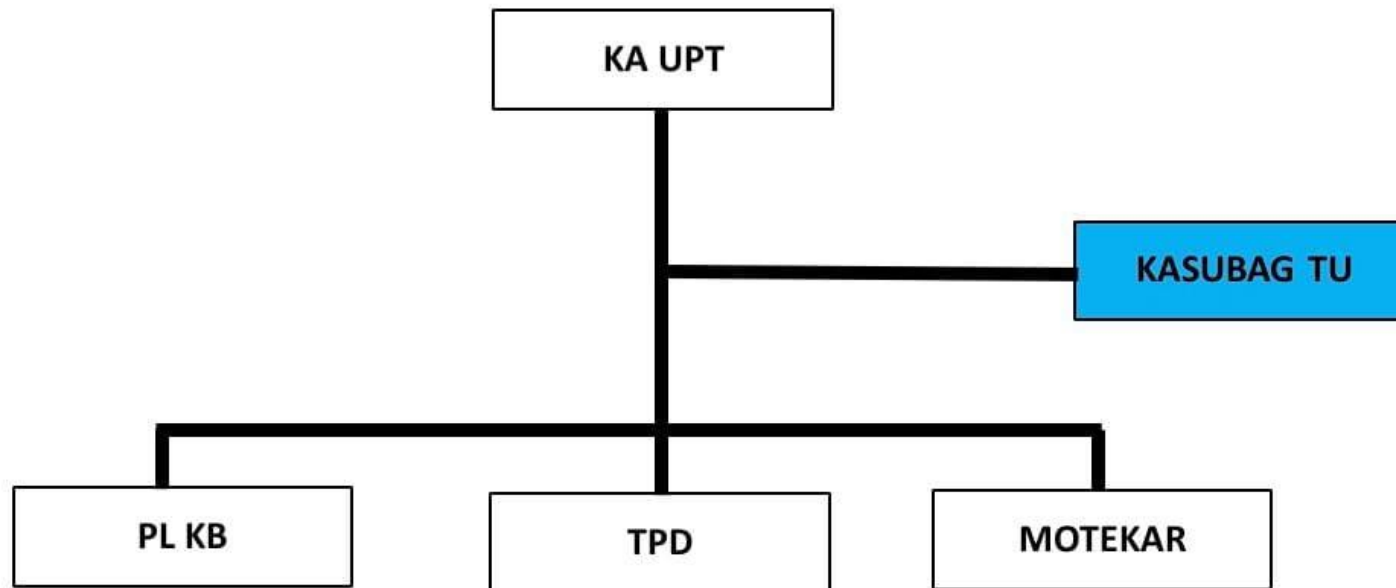 KA UPT
KASUBAG TU
PL KB
TPD
MOTEKAR